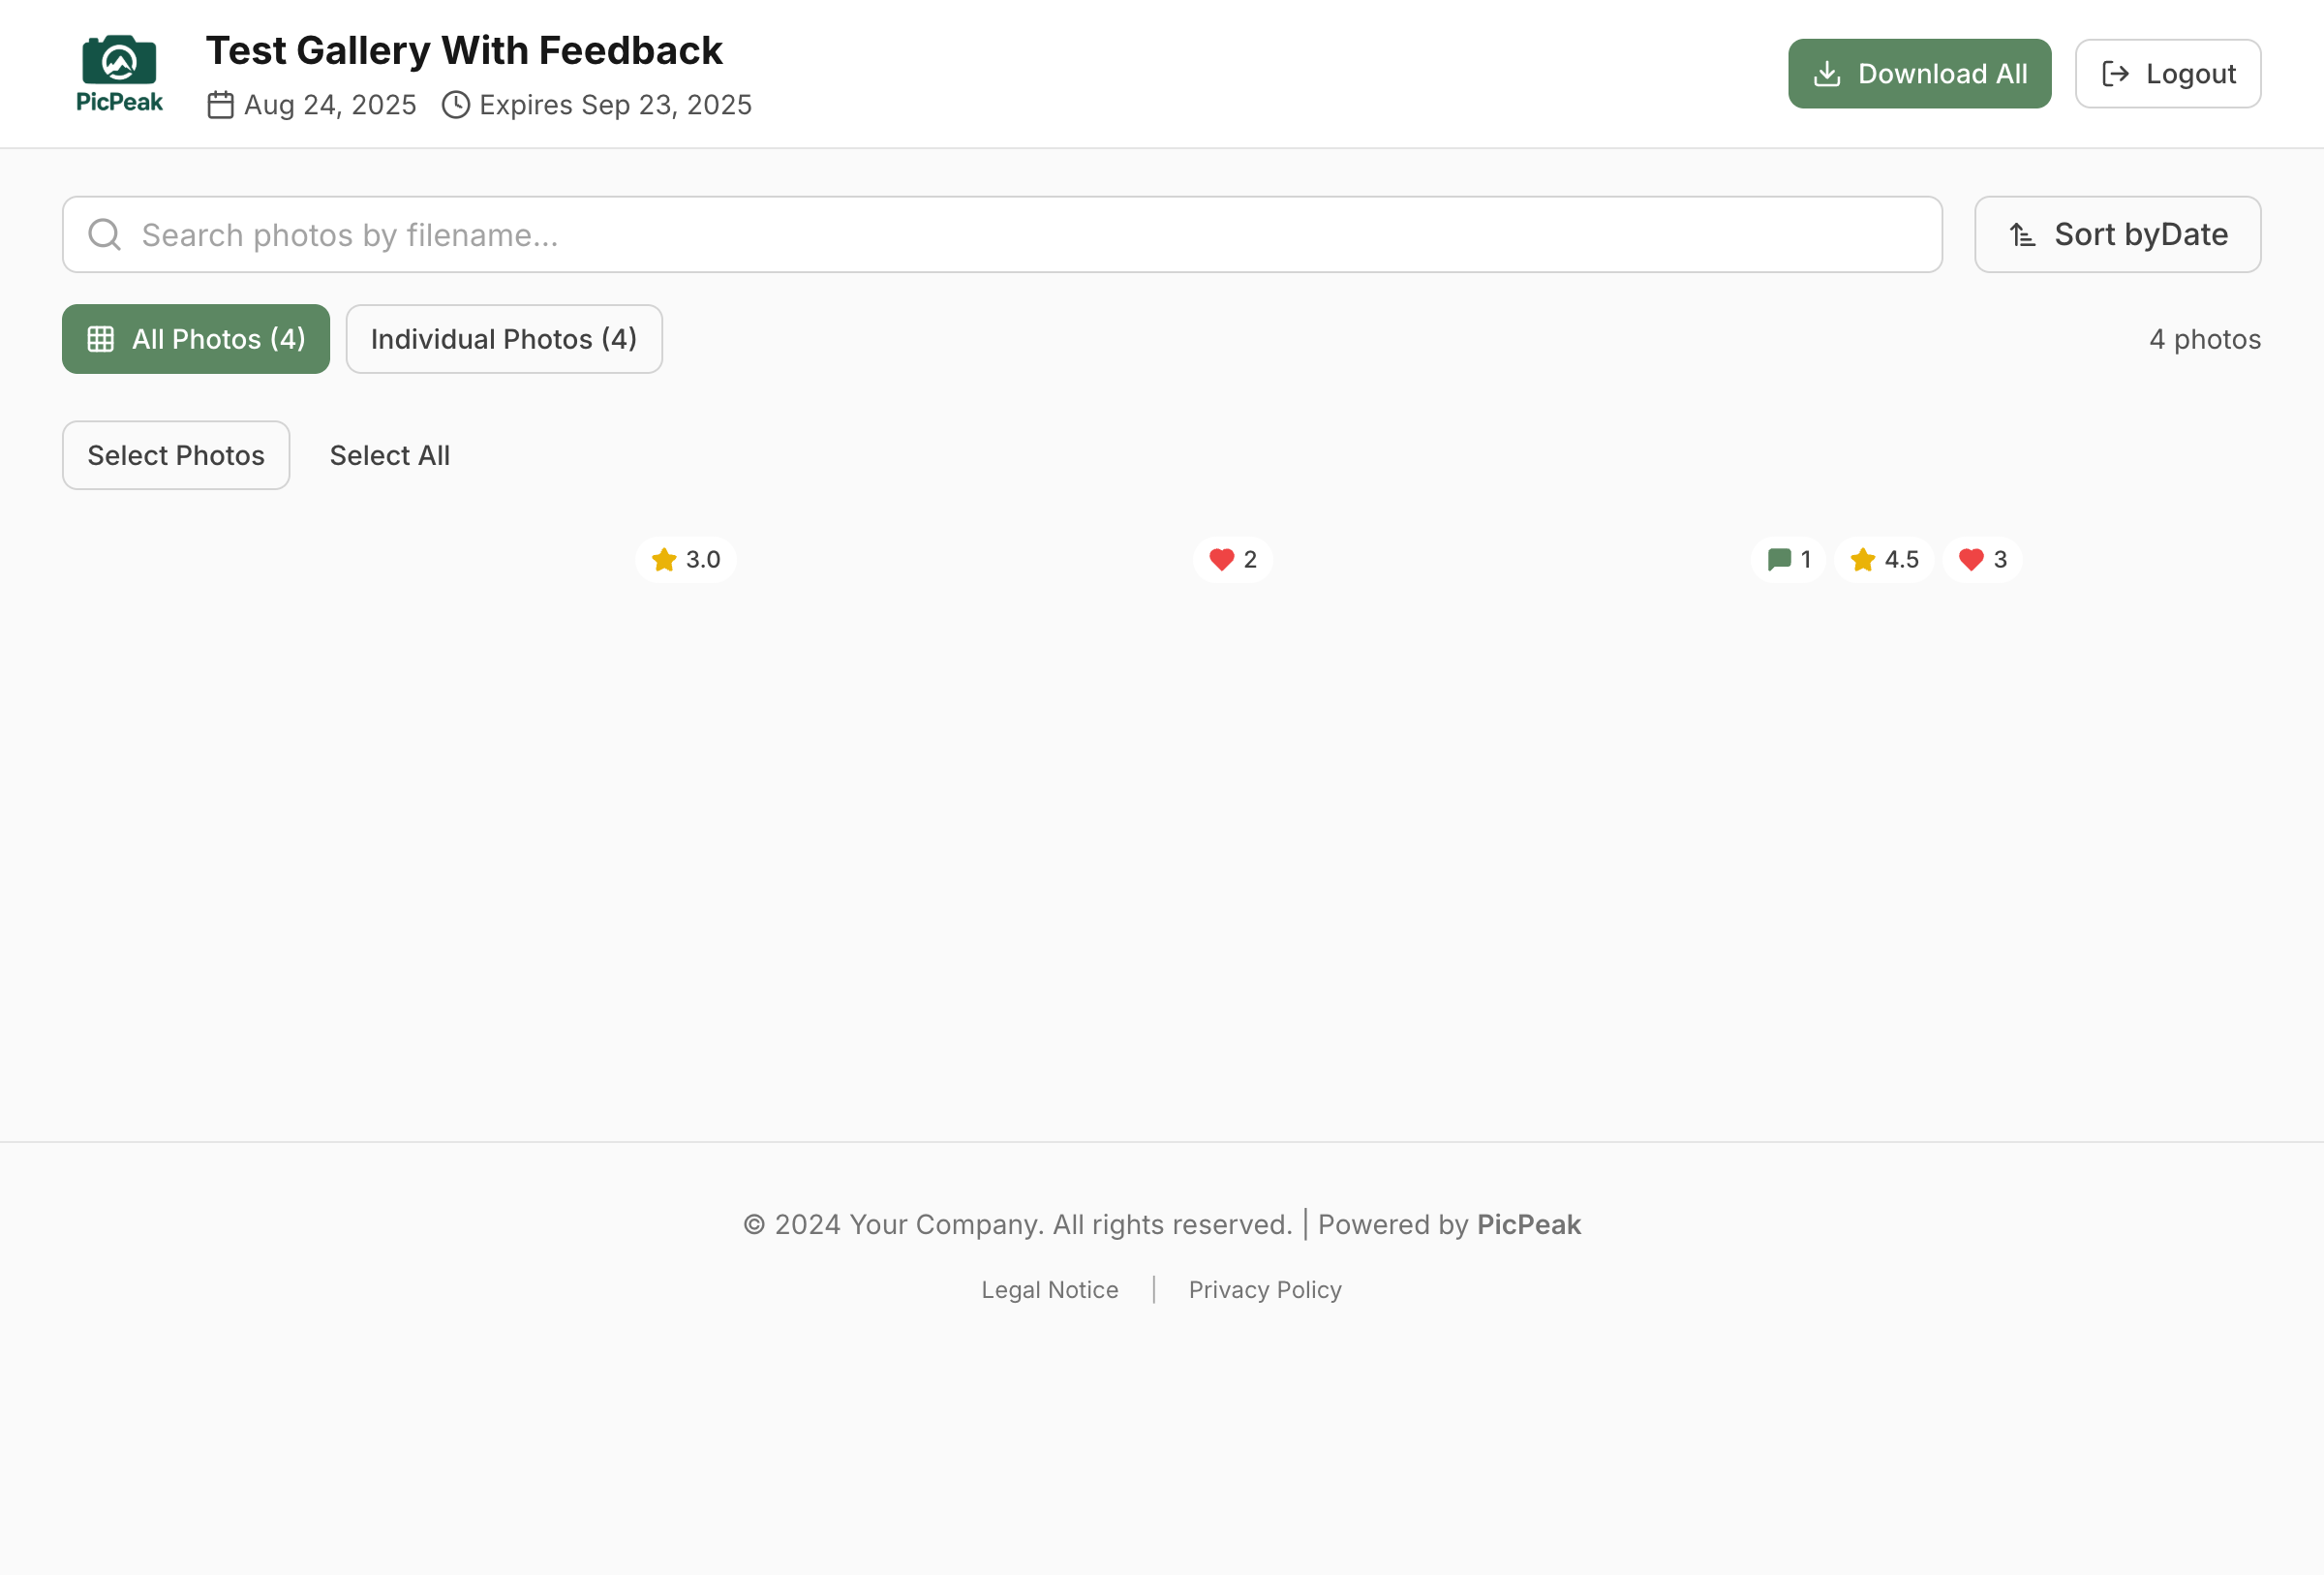 PicPeak
Test Gallery With Feedback
Aug 24, 2025 Expires Sep 23, 2025
Download All
Logout
Search photos by filename...
Sort byDate
All Photos (4)
Individual Photos (4)
4 photos
Select Photos
Select All
3.0
2
1
4.5
3
© 2024 Your Company. All rights reserved. | Powered by PicPeak
Legal Notice | Privacy Policy